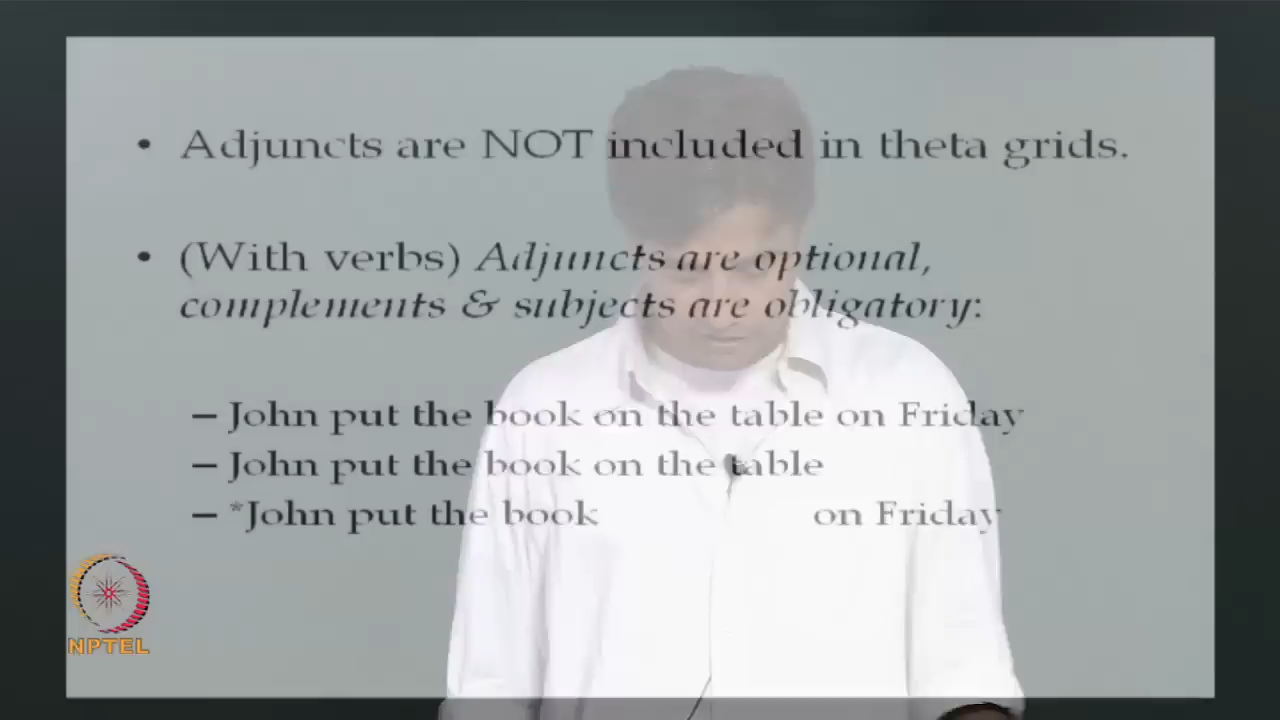 • Adjuncts are NOT included in theta grids.
• (With verbs) Adjuncts are optional,
complements & subjects are obligatory:
– John put the book on the table on Friday
– John put the book on the table
– *John put the book on Friday
NPTEL